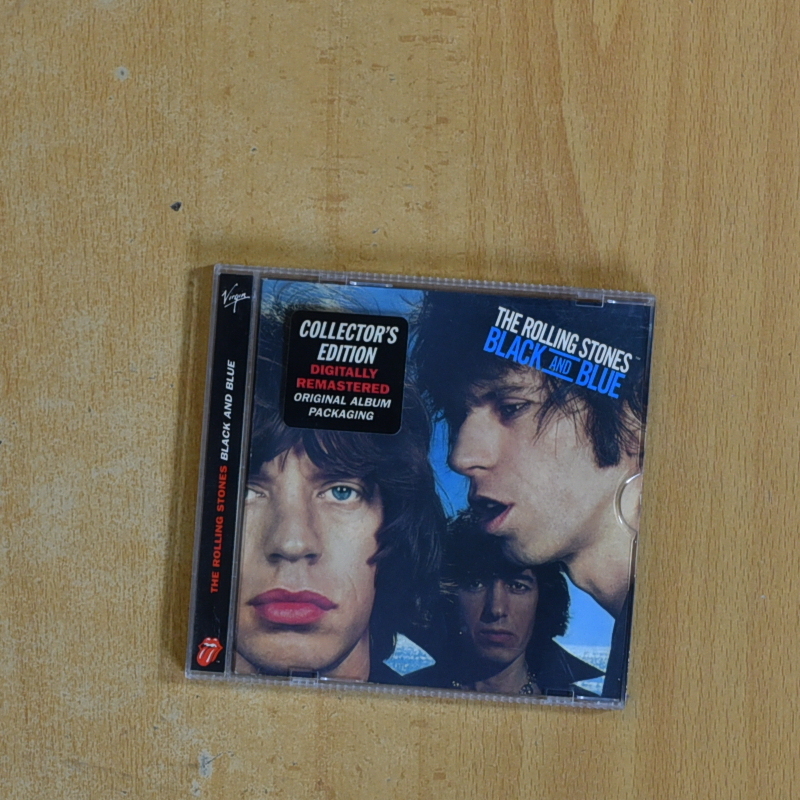 Virgin
THE ROLLING STONES BLACK AND BLUE
COLLECTOR'S
EDITION
DIGITALLY
REMASTERED
ORIGINAL ALBUM
PACKAGING
THE ROLLING STONES™
BLACK AND BLUE